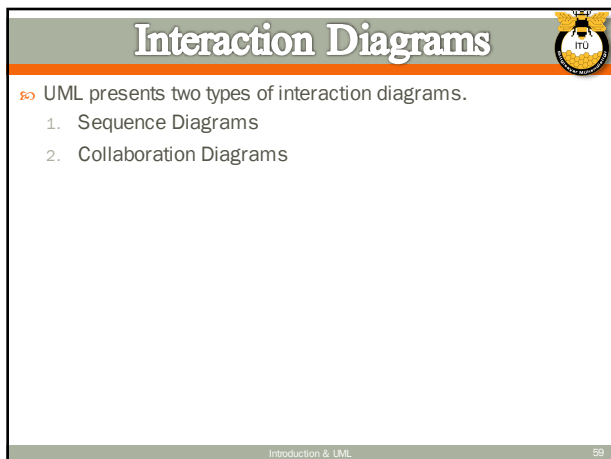 Interaction Diagrams
İTÜ
UML presents two types of interaction diagrams.
1. Sequence Diagrams
2. Collaboration Diagrams
Introduction & UML
59